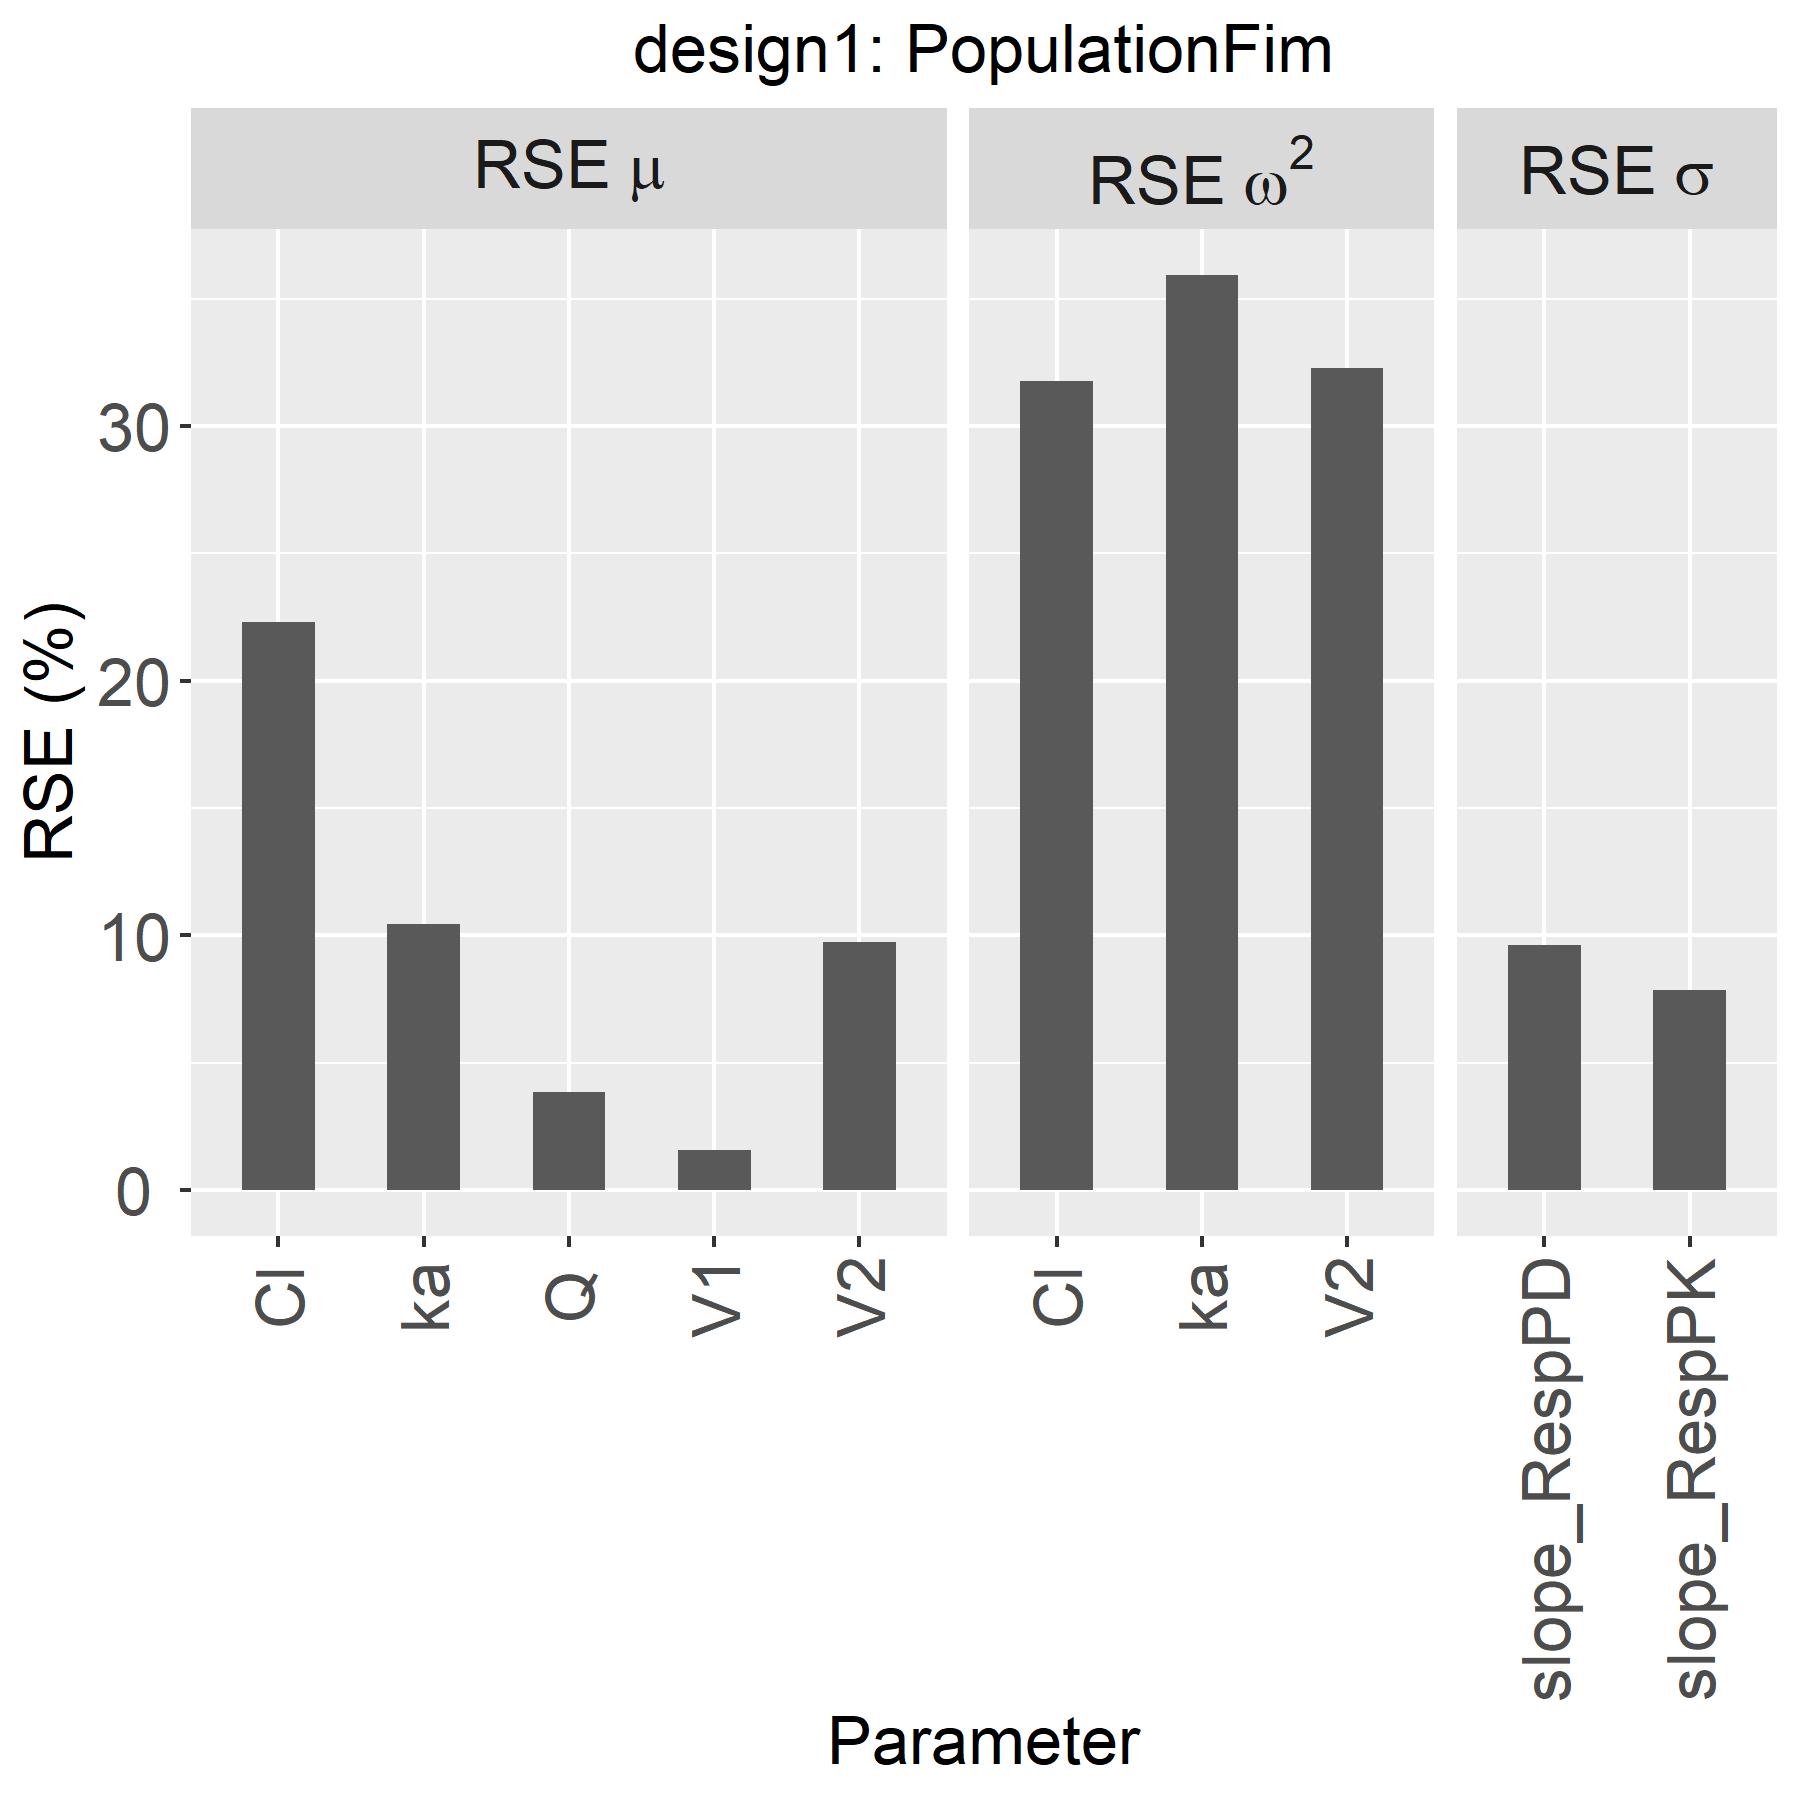 design1: PopulationFim
RSE μ
RSE ω²
RSE σ
RSE (%)
30
20
10
0
Cl
ka
Q
V1
V2
Cl
ka
V2
slope_RespPD
slope_RespPK
Parameter